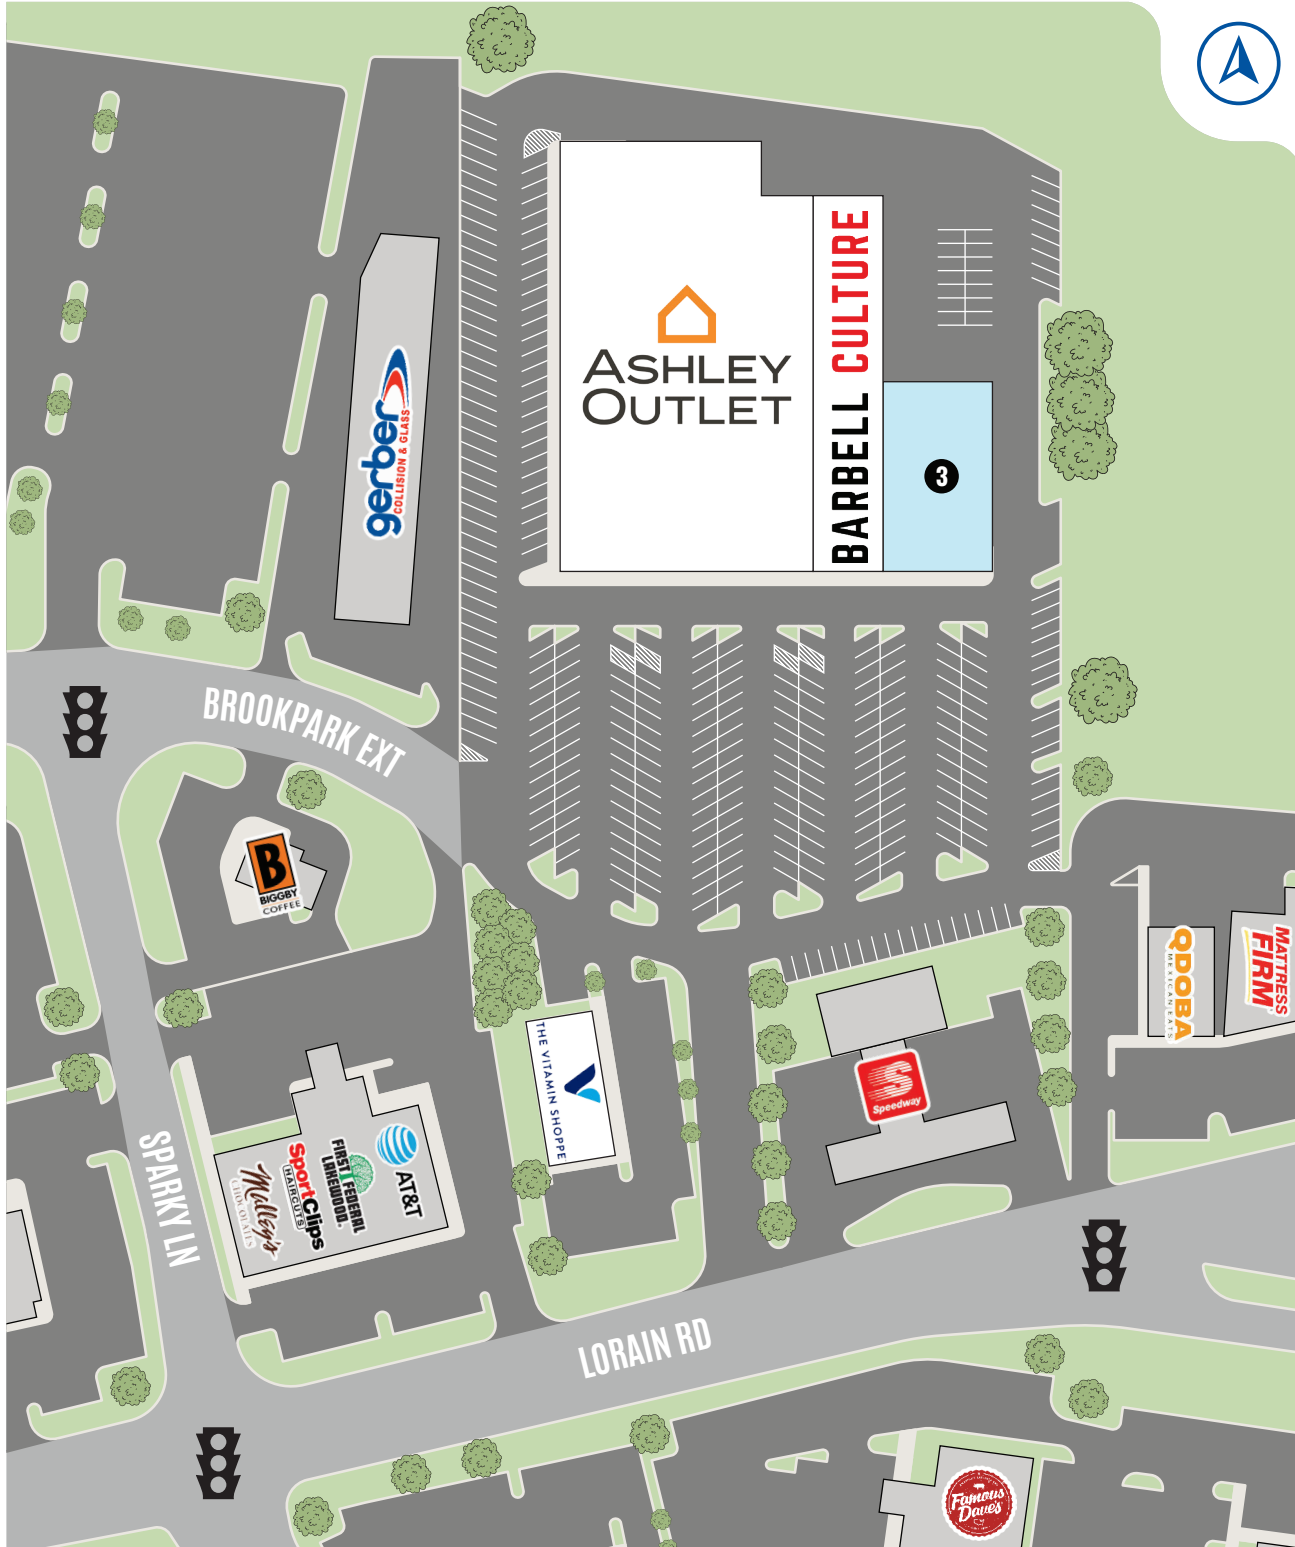 ASHLEY
OUTLET
BARBELL CULTURE
3
gerber
COLLISION & GLASS
BROOKPARK EXT
B
BIGGBY
COFFEE
QDOBA
MEXICAN EATS
MATTRESS
FIRM
THE VITAMIN SHOPPE
S
Speedway
AT&T
FIRST FEDERAL
LAKEWOOD.
SportClips
HAIRCUTS
Malley's
CHOCOLATES
SPARKY LN
LORAIN RD
Famous
Dave's